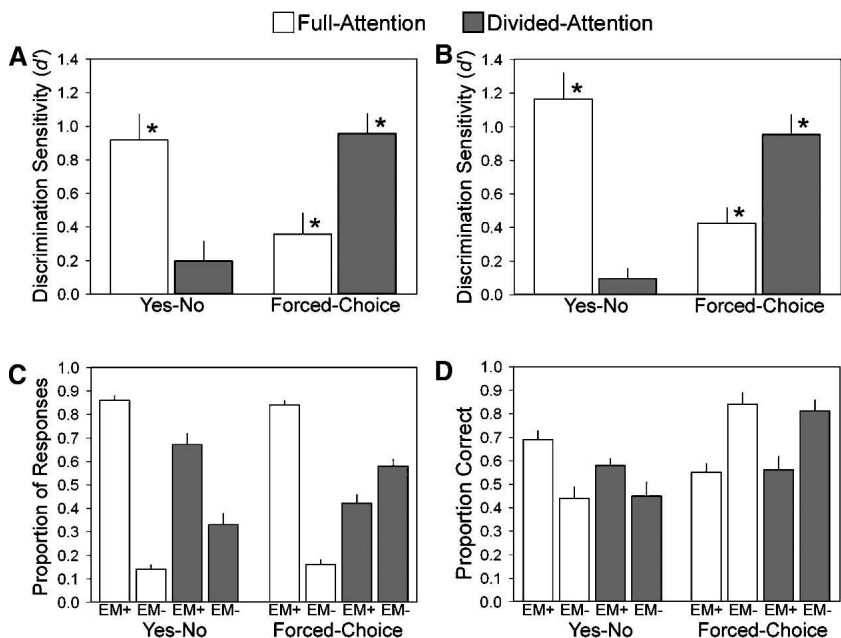 Full-Attention Divided-Attention
A
Discrimination Sensitivity (d')
1.4
1.2
1.0
0.8
0.6
0.4
0.2
0.0
*
*
*
Yes-No Forced-Choice
B
Discrimination Sensitivity (d')
1.4
1.2
1.0
0.8
0.6
0.4
0.2
0.0
*
*
*
Yes-No Forced-Choice
C
Proportion of Responses
1.0
0.9
0.8
0.7
0.6
0.5
0.4
0.3
0.2
0.1
0.0
EM+ EM- EM+ EM- EM+ EM- EM+ EM-
Yes-No Forced-Choice
D
Proportion Correct
1.0
0.9
0.8
0.7
0.6
0.5
0.4
0.3
0.2
0.1
0.0
EM+ EM- EM+ EM- EM+ EM- EM+ EM-
Yes-No Forced-Choice